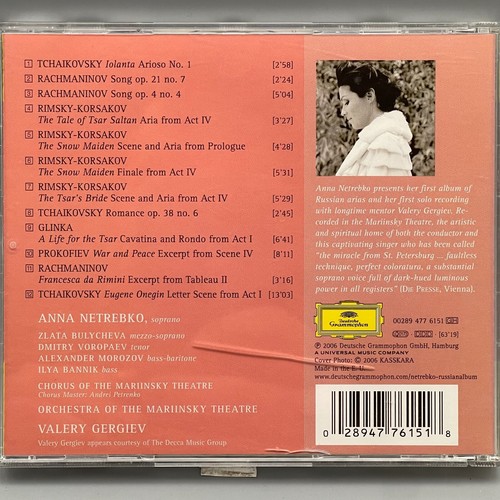 1 TCHAIKOVSKY Iolanta Arioso No. 1 [2'58]
2 RACHMANINOV Song op. 21 no. 7 [2'24]
3 RACHMANINOV Song op. 4 no. 4 [5'04]
4 RIMSKY-KORSAKOV
The Tale of Tsar Saltan Aria from Act IV [3'27]
5 RIMSKY-KORSAKOV
The Snow Maiden Scene and Aria from Prologue [4'28]
6 RIMSKY-KORSAKOV
The Snow Maiden Finale from Act IV [5'31]
7 RIMSKY-KORSAKOV
The Tsar's Bride Scene and Aria from Act IV [5'29]
8 TCHAIKOVSKY Romance op. 38 no. 6 [2'45]
9 GLINKA
A Life for the Tsar Cavatina and Rondo from Act I [6'41]
10 PROKOFIEV War and Peace Excerpt from Scene IV [8'11]
11 RACHMANINOV
Francesca da Rimini Excerpt from Tableau II [3'16]
12 TCHAIKOVSKY Eugene Onegin Letter Scene from Act I [13'03]
ANNA NETREBKO, soprano
ZLATA BULYCHEVA mezzo-soprano
DMITRY VOROPAEV tenor
ALEXANDER MOROZOV bass-baritone
ILYA BANNIK bass
CHORUS OF THE MARIINSKY THEATRE
Chorus Master: Andrei Petrenko
ORCHESTRA OF THE MARIINSKY THEATRE
VALERY GERGIEV
Valery Gergiev appears courtesy of The Decca Music Group
Anna Netrebko presents her first album of
Russian arias and her first solo recording
with longtime mentor Valery Gergiev. Re-
corded in the Mariinsky Theatre, the artistic
and spiritual home of both the conductor and
this captivating singer who has been called
"the miracle from St. Petersburg ... faultless
technique, perfect coloratura, a substantial
soprano voice full of dark-hued luminous
power in all registers" (DIE PRESSE, Vienna).
Deutsche
Grammophon
00289 477 6151 GH
DDD [63'19]
℗ 2006 Deutsche Grammophon GmbH, Hamburg
A UNIVERSAL MUSIC COMPANY
Cover Photo: © 2006 KASSKARA
Made in the E.U.
www.deutschegrammophon.com/netrebko-russianalbum
0 28947 76151 8